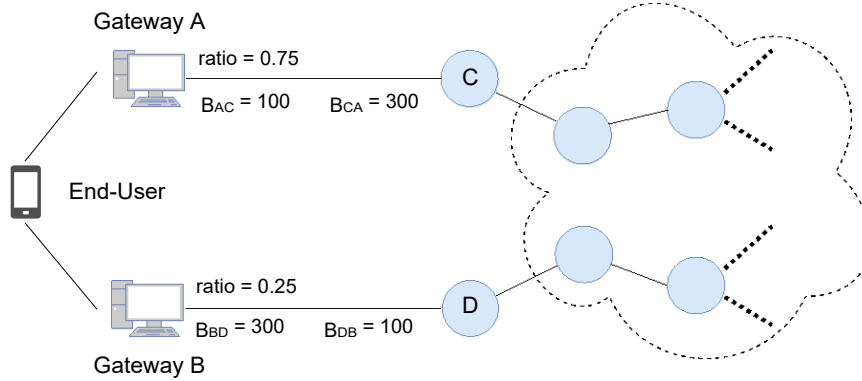 Gateway A
ratio = 0.75
C
BAC = 100
BCA = 300
End-User
ratio = 0.25
D
BBD = 300
BDB = 100
Gateway B